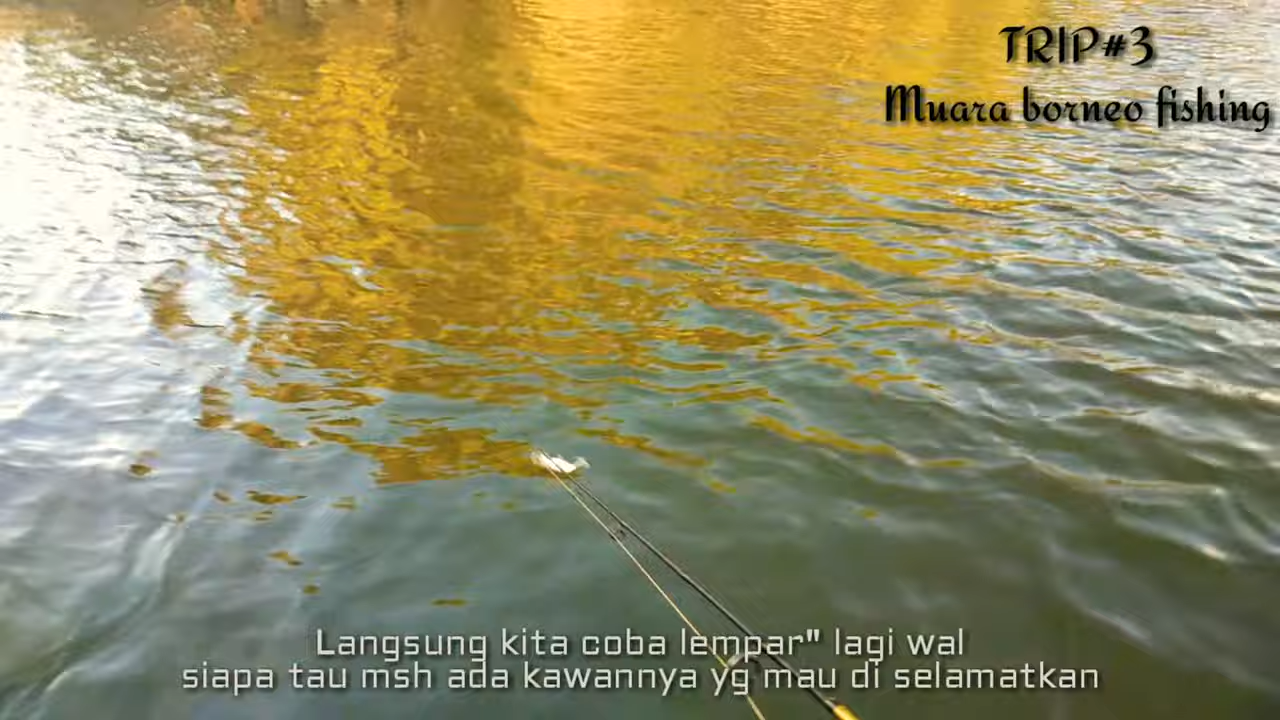 TRIP#3
Muara borneo fishing
Langsung kita coba lempar" lagi wal
siapa tau msh ada kawannya yg mau di selamatkan